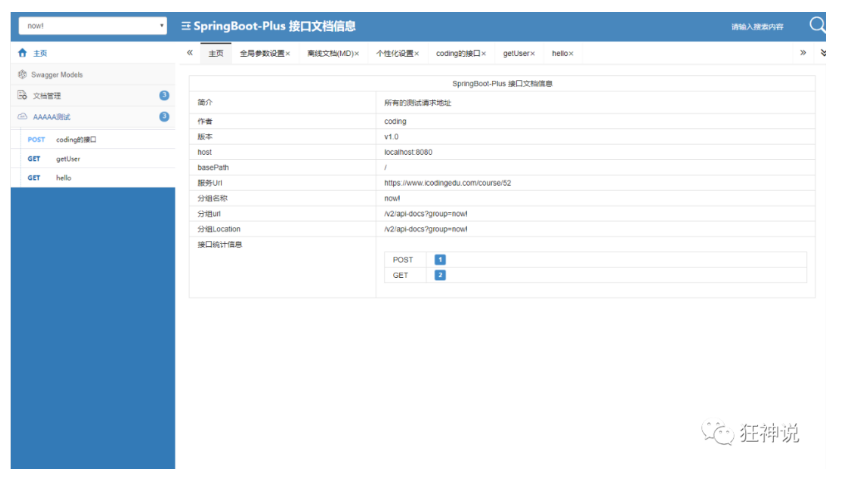 now!
SpringBoot-Plus 接口文档信息
请输入搜索内容
主页
Swagger Models
文档管理 3
AAAAA测试 3
POST coding的接口
GET getUser
GET hello
主页 全局参数设置× 离线文档(MD)× 个性化设置× coding的接口× getUser× hello×
SpringBoot-Plus 接口文档信息
简介 所有的测试请求地址
作者 coding
版本 v1.0
host localhost:8080
basePath /
服务Url https://www.icodingedu.com/course/52
分组名称 now!
分组url /v2/api-docs?group=now!
分组Location /v2/api-docs?group=now!
接口统计信息
POST 1
GET 2
狂神说